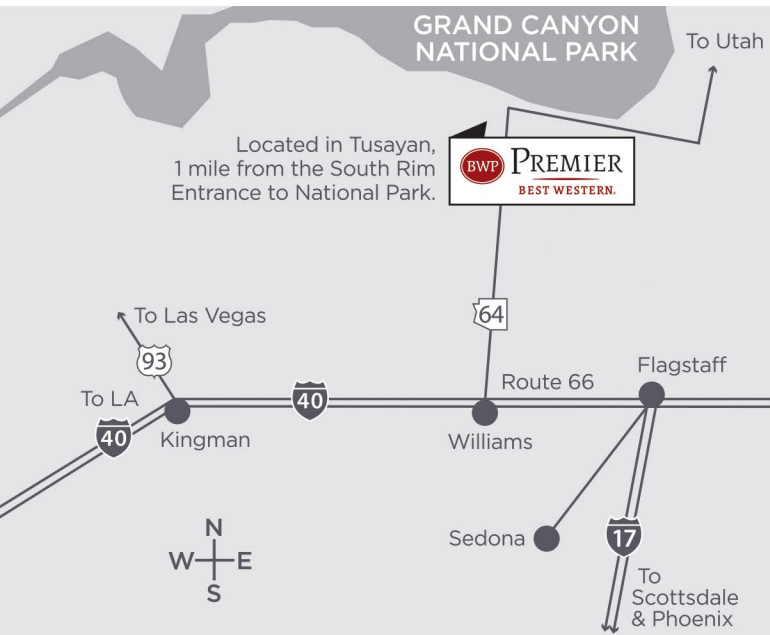 GRAND CANYON
NATIONAL PARK
To Utah
Located in Tusayan,
1 mile from the South Rim
Entrance to National Park.
BWP PREMIER
BEST WESTERN.
64
To Las Vegas
93
To LA
40
40
Route 66
Flagstaff
Kingman
Williams
Sedona
17
N
W E
S
To
Scottsdale
& Phoenix